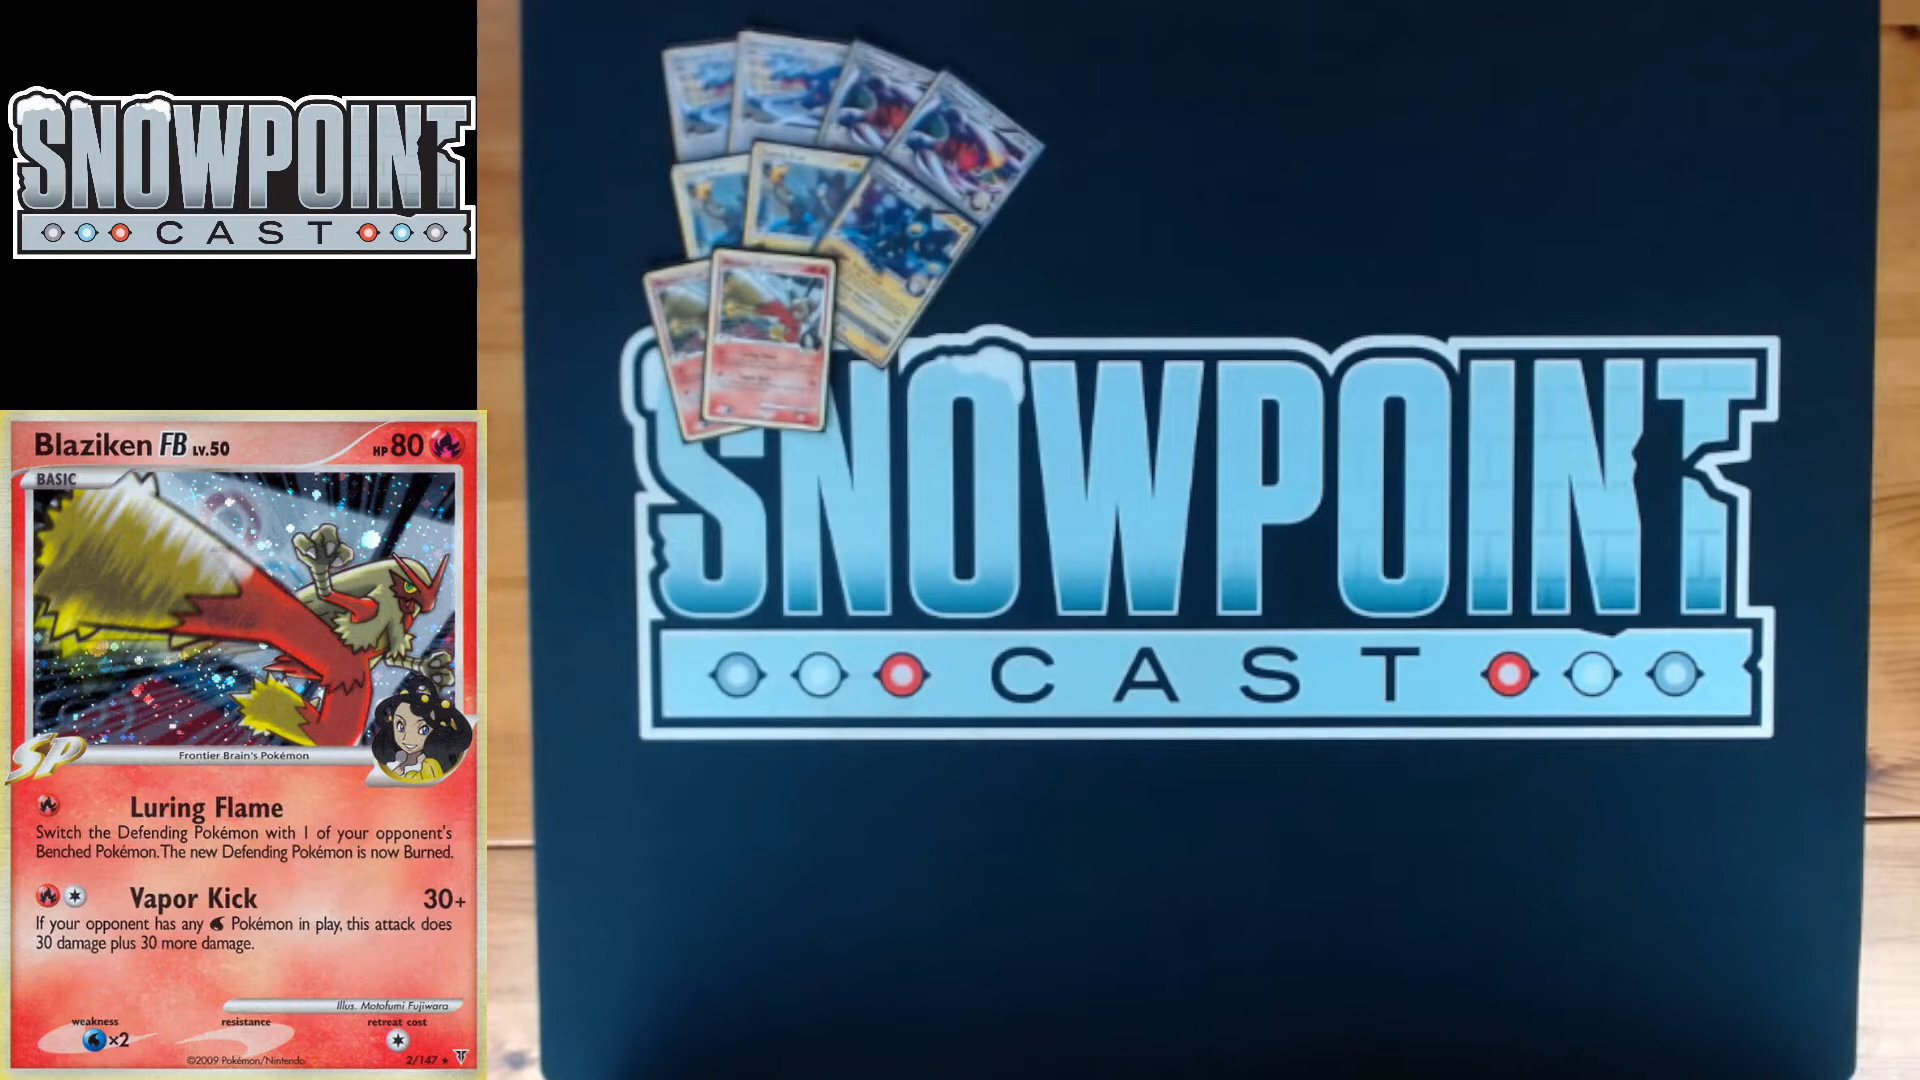 SNOWPOINT
CAST
Blaziken FB LV.50
HP 80
BASIC
SP
Frontier Brain's Pokémon
Luring Flame
Switch the Defending Pokémon with 1 of your opponent's
Benched Pokémon. The new Defending Pokémon is now Burned.
Vapor Kick 30+
If your opponent has any Pokémon in play, this attack does
30 damage plus 30 more damage.
Illus. Motofumi Fujiwara
weakness resistance retreat cost
×2
©2009 Pokémon/Nintendo 2/147
SNOWPOINT
CAST